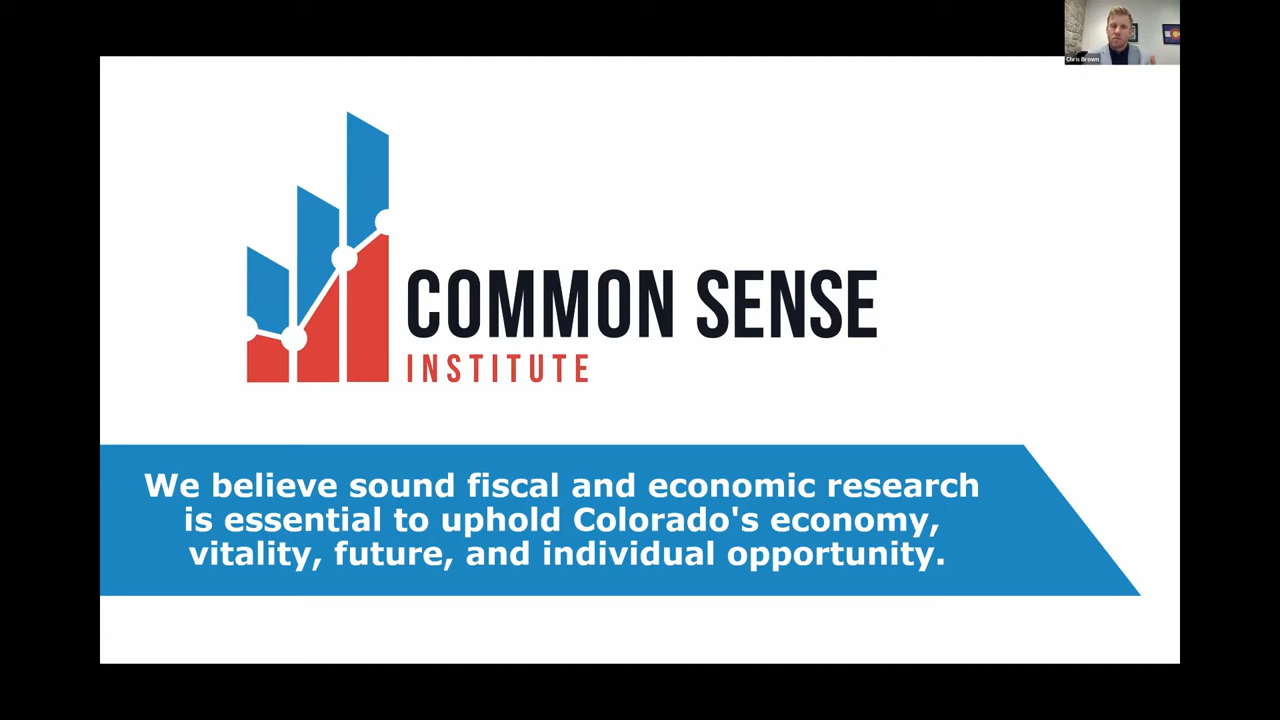 Chris Brown
COMMON SENSE
INSTITUTE
We believe sound fiscal and economic research
is essential to uphold Colorado's economy,
vitality, future, and individual opportunity.